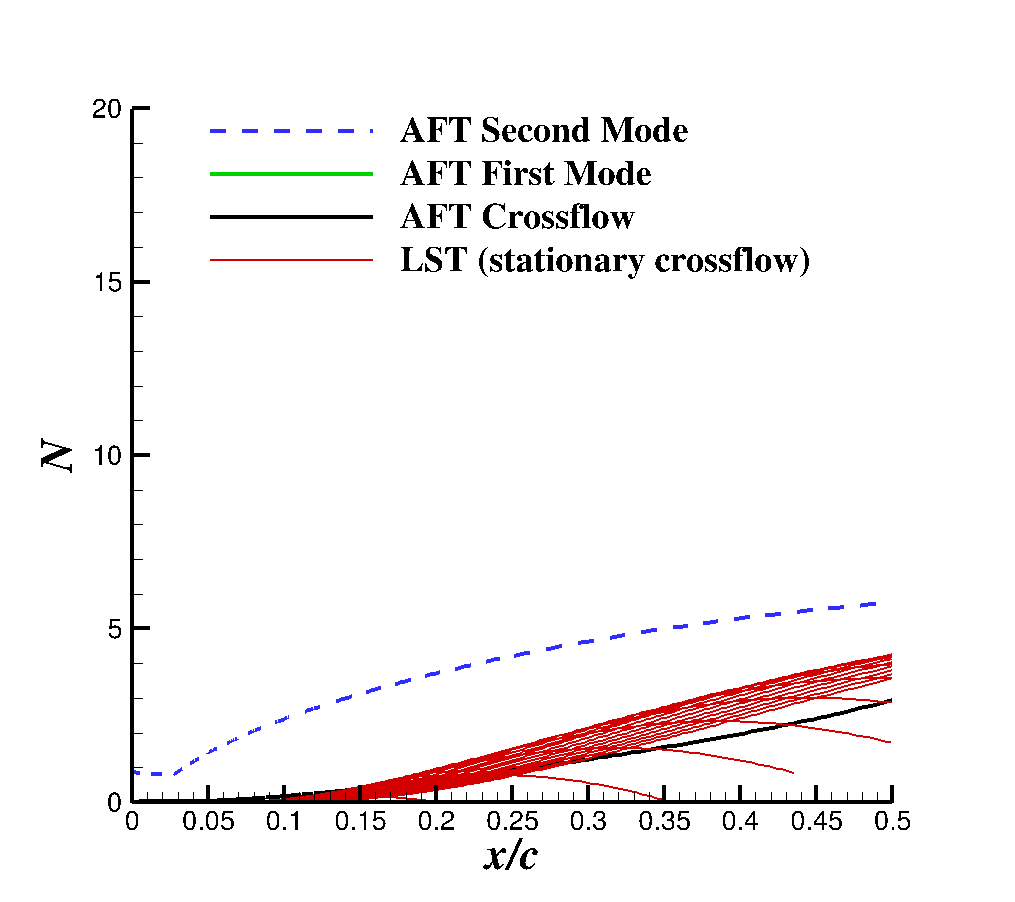 20
AFT Second Mode
AFT First Mode
AFT Crossflow
LST (stationary crossflow)
15
N
10
5
0
0 0.05 0.1 0.15 0.2 0.25 0.3 0.35 0.4 0.45 0.5
x/c